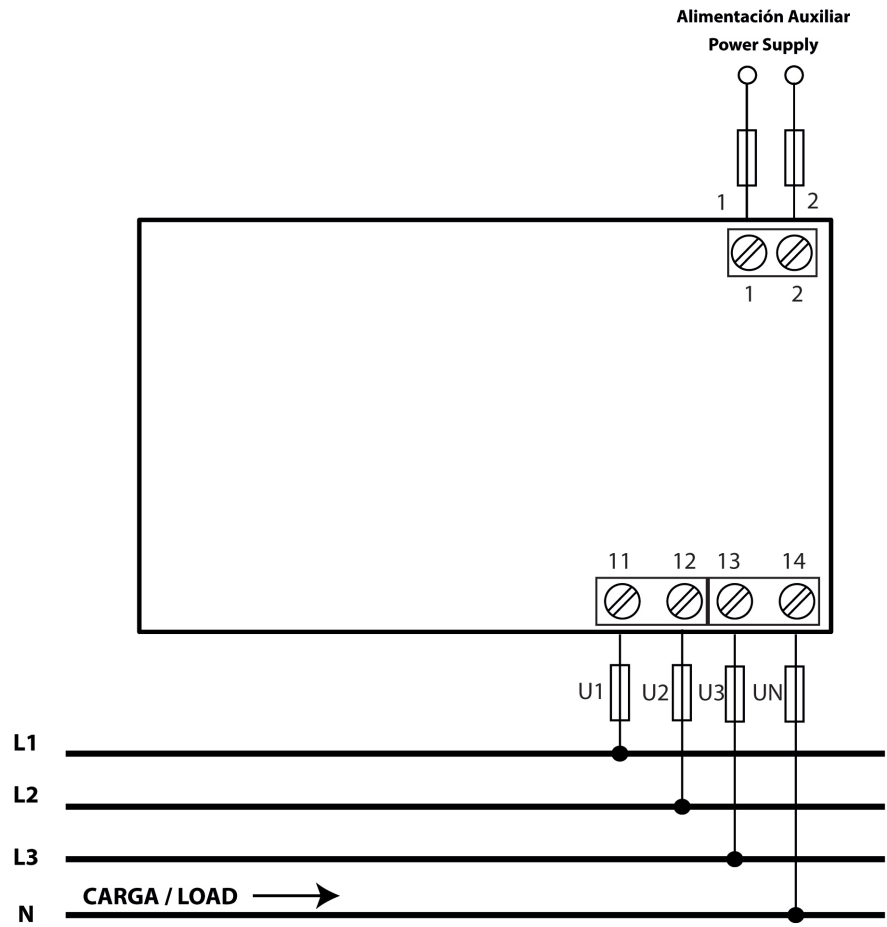 Alimentación Auxiliar
Power Supply
1 2
1 2
11 12 13 14
U1 U2 U3 UN
L1
L2
L3
CARGA / LOAD
N